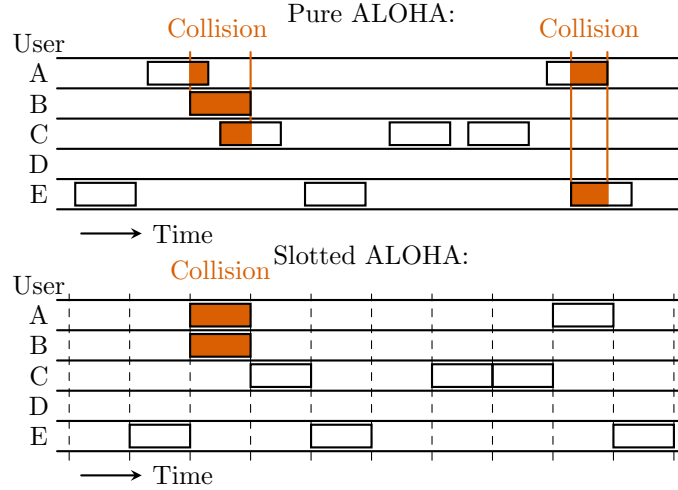 Pure ALOHA:
Collision Collision
User
A
B
C
D
E
Time
Slotted ALOHA:
Collision
User
A
B
C
D
E
Time